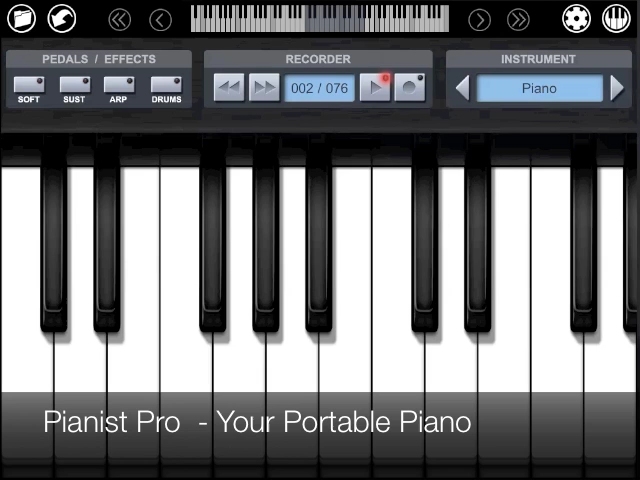 PEDALS / EFFECTS
RECORDER
INSTRUMENT
002 / 076
Piano
SOFT
SUST
ARP
DRUMS
Pianist Pro - Your Portable Piano